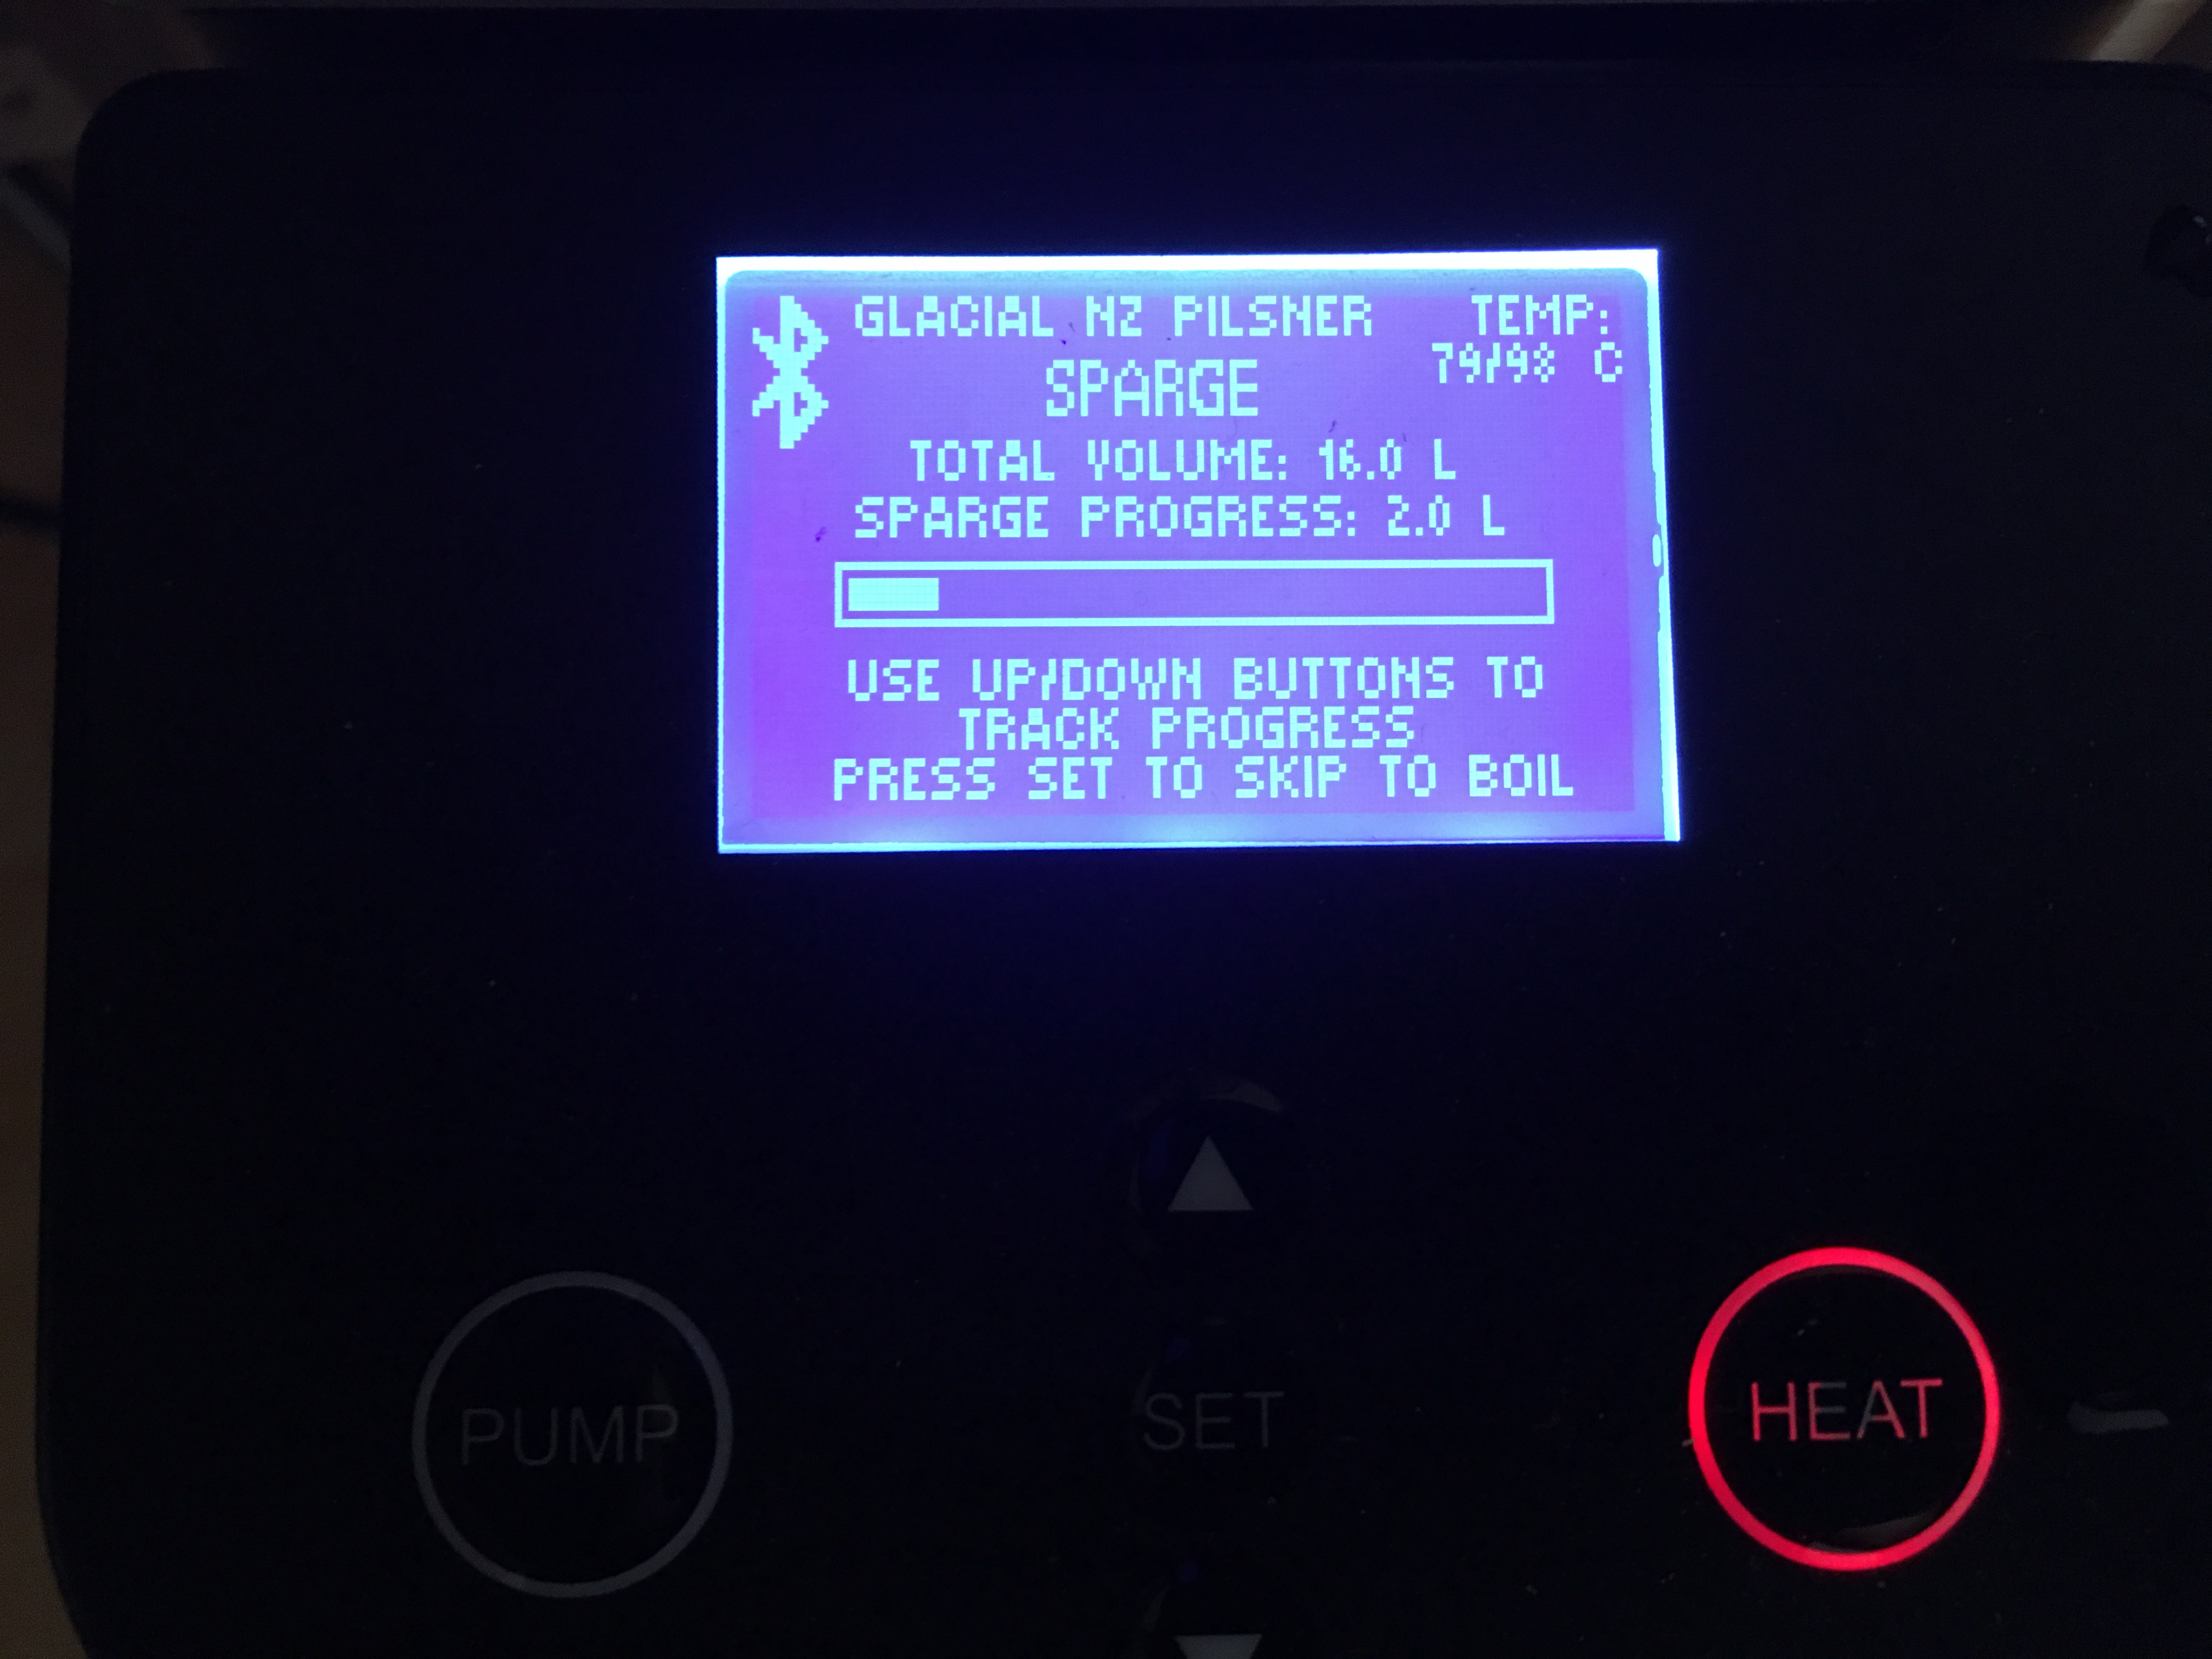 GLACIAL NZ PILSNER TEMP:
79/98 C
SPARGE
TOTAL VOLUME: 16.0 L
SPARGE PROGRESS: 2.0 L
USE UP/DOWN BUTTONS TO
TRACK PROGRESS
PRESS SET TO SKIP TO BOIL
PUMP SET HEAT